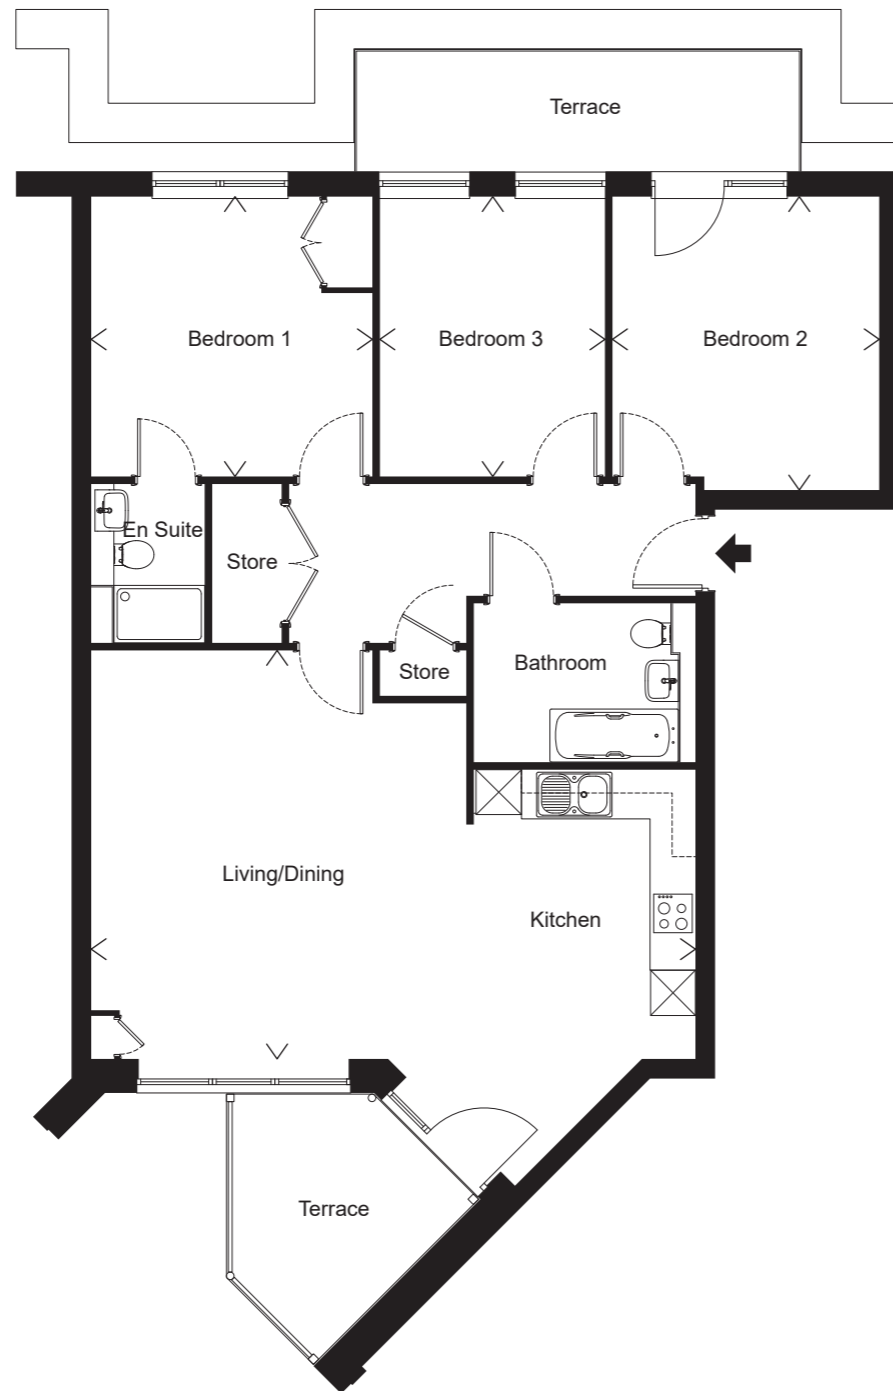 Terrace
Bedroom 1
Bedroom 3
Bedroom 2
En Suite
Store
Store
Bathroom
Living/Dining
Kitchen
Terrace